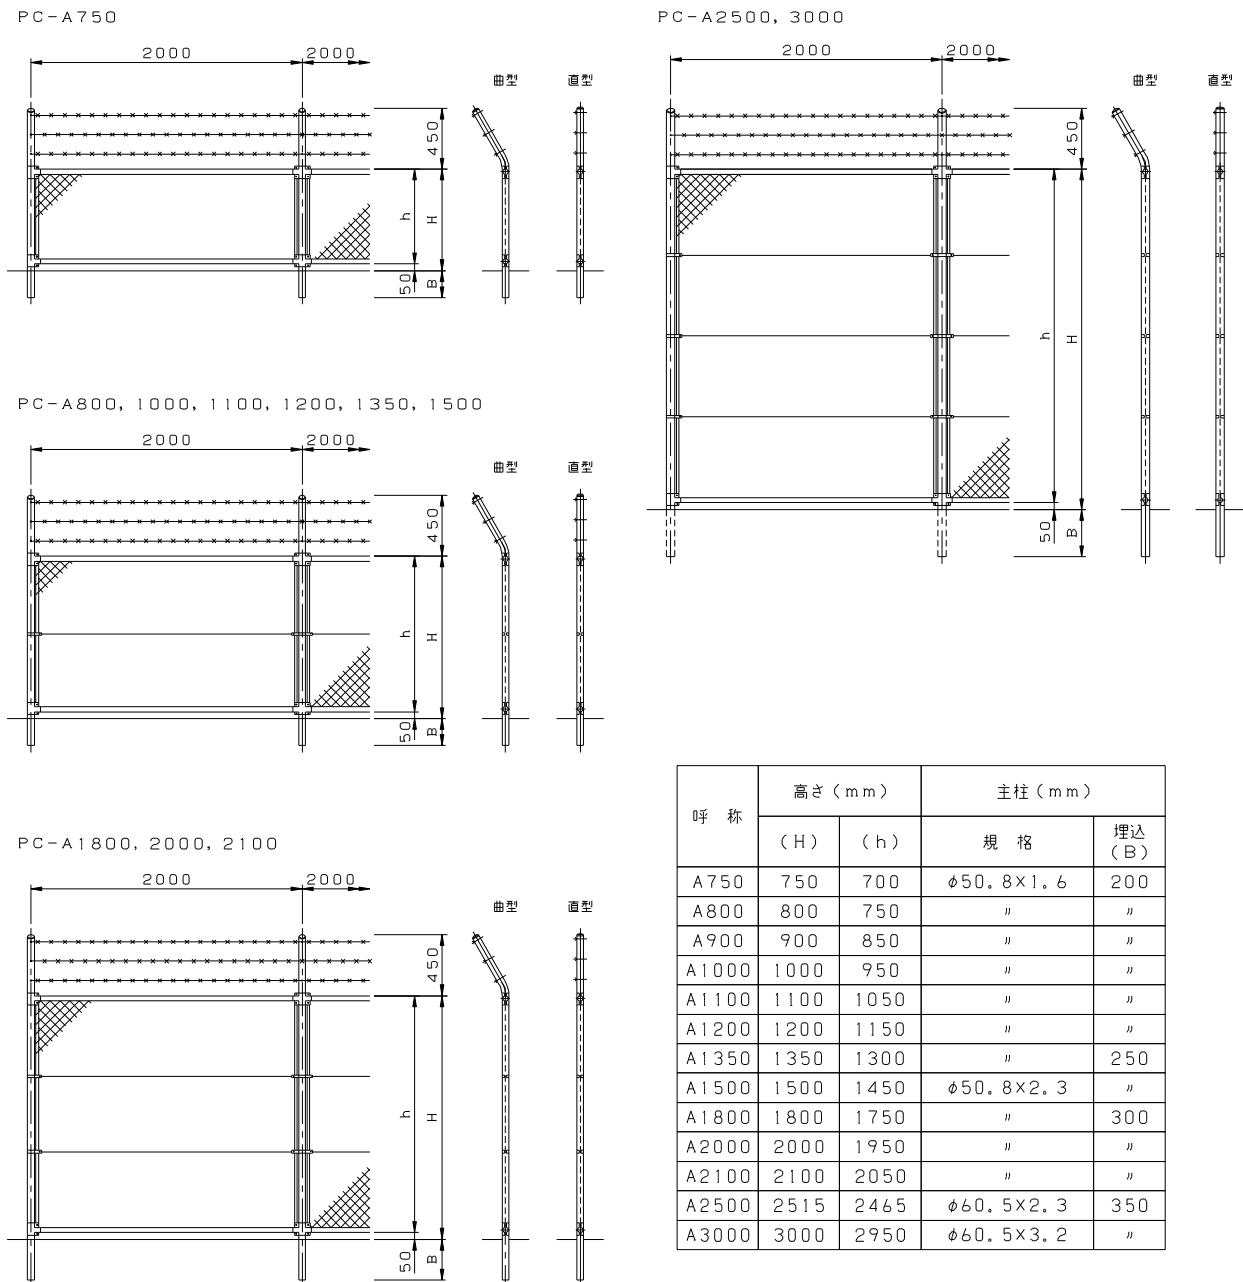 PC-A750
2000 2000
曲型 直型
450
h H
50 B
PC-A800, 1000, 1100, 1200, 1350, 1500
2000 2000
曲型 直型
450
h H
50 B
PC-A1800, 2000, 2100
2000 2000
曲型 直型
450
h H
50 B
PC-A2500, 3000
2000 2000
曲型 直型
450
h H
50 B
呼 称 高さ(mm) 主柱(mm)
(H) (h) 規 格 埋込(B)
A750 750 700 φ50.8×1.6 200
A800 800 750 〃 〃
A900 900 850 〃 〃
A1000 1000 950 〃 〃
A1100 1100 1050 〃 〃
A1200 1200 1150 〃 〃
A1350 1350 1300 〃 250
A1500 1500 1450 φ50.8×2.3 〃
A1800 1800 1750 〃 300
A2000 2000 1950 〃 〃
A2100 2100 2050 〃 〃
A2500 2515 2465 φ60.5×2.3 350
A3000 3000 2950 φ60.5×3.2 〃